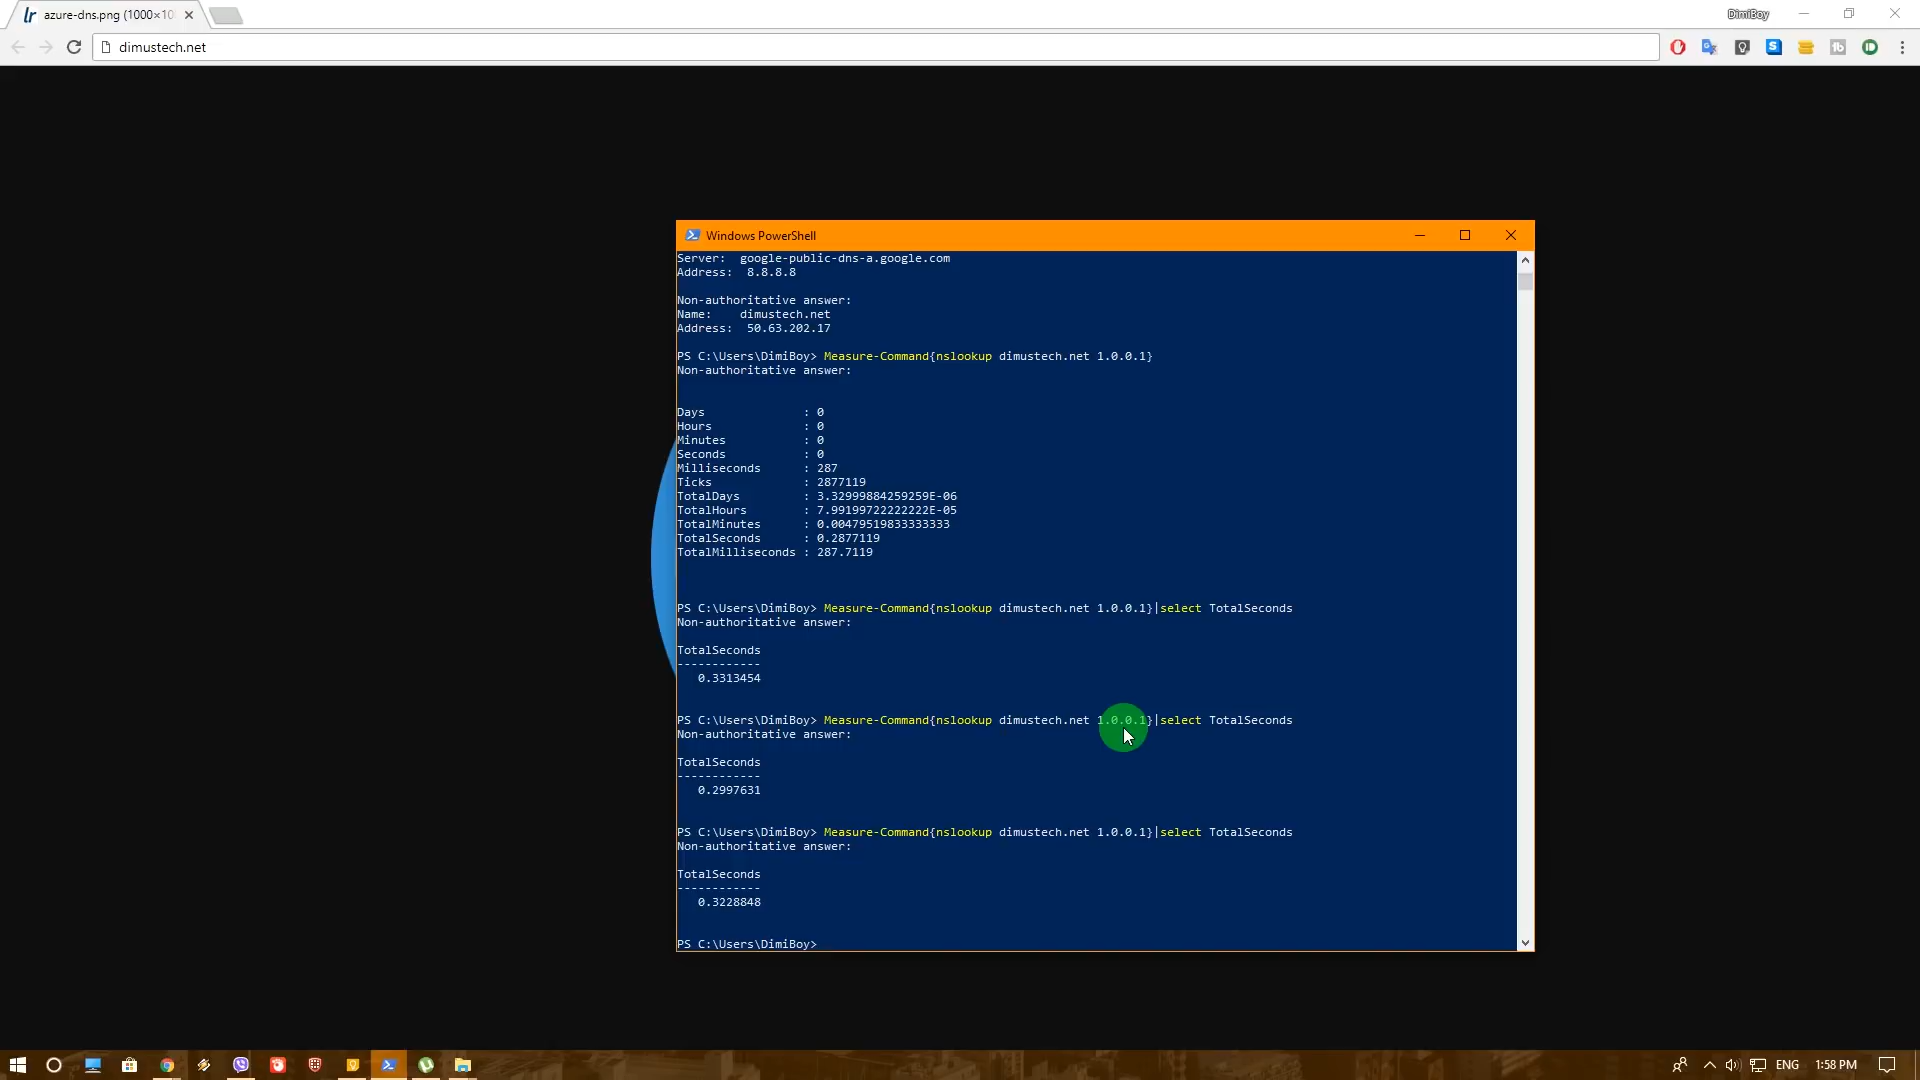 azure-dns.png (1000×10
DimiBoy
dimustech.net
Windows PowerShell
Server:  google-public-dns-a.google.com
Address:  8.8.8.8
Non-authoritative answer:
Name:    dimustech.net
Address:  50.63.202.17
PS C:\Users\DimiBoy> Measure-Command{nslookup dimustech.net 1.0.0.1}
Non-authoritative answer:
Days              : 0
Hours             : 0
Minutes           : 0
Seconds           : 0
Milliseconds      : 287
Ticks             : 2877119
TotalDays         : 3.32999884259259E-06
TotalHours        : 7.99199722222222E-05
TotalMinutes      : 0.00479519833333333
TotalSeconds      : 0.2877119
TotalMilliseconds : 287.7119
PS C:\Users\DimiBoy> Measure-Command{nslookup dimustech.net 1.0.0.1}|select TotalSeconds
Non-authoritative answer:
TotalSeconds
------------
   0.3313454
PS C:\Users\DimiBoy> Measure-Command{nslookup dimustech.net 1.0.0.1}|select TotalSeconds
Non-authoritative answer:
TotalSeconds
------------
   0.2997631
PS C:\Users\DimiBoy> Measure-Command{nslookup dimustech.net 1.0.0.1}|select TotalSeconds
Non-authoritative answer:
TotalSeconds
------------
   0.3228848
PS C:\Users\DimiBoy>
ENG
1:58 PM